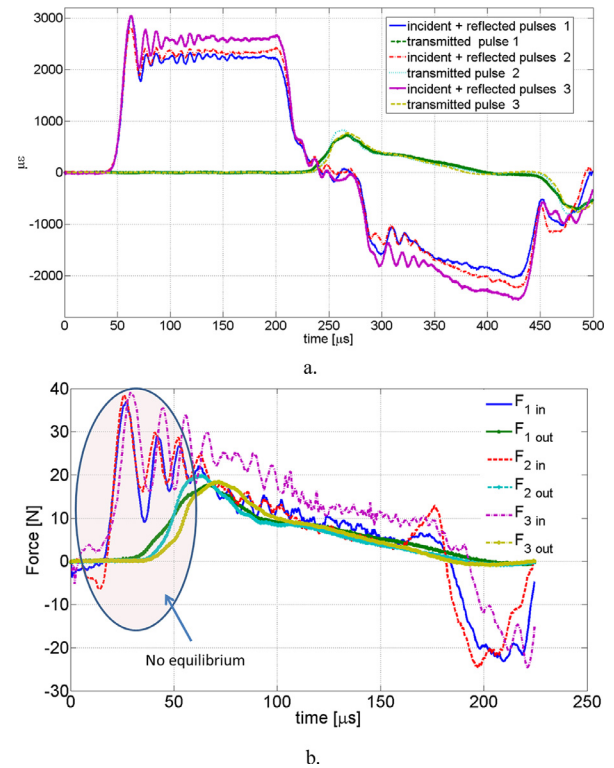 3000
2000
1000
0
-1000
-2000
με
0 50 100 150 200 250 300 350 400 450 500
time [μs]
incident + reflected pulses 1
transmitted pulse 1
incident + reflected pulses 2
transmitted pulse 2
incident + reflected pulses 3
transmitted pulse 3
a.
40
30
20
10
0
-10
-20
-30
Force [N]
0 50 100 150 200 250
time [μs]
F1 in
F1 out
F2 in
F2 out
F3 in
F3 out
No equilibrium
b.